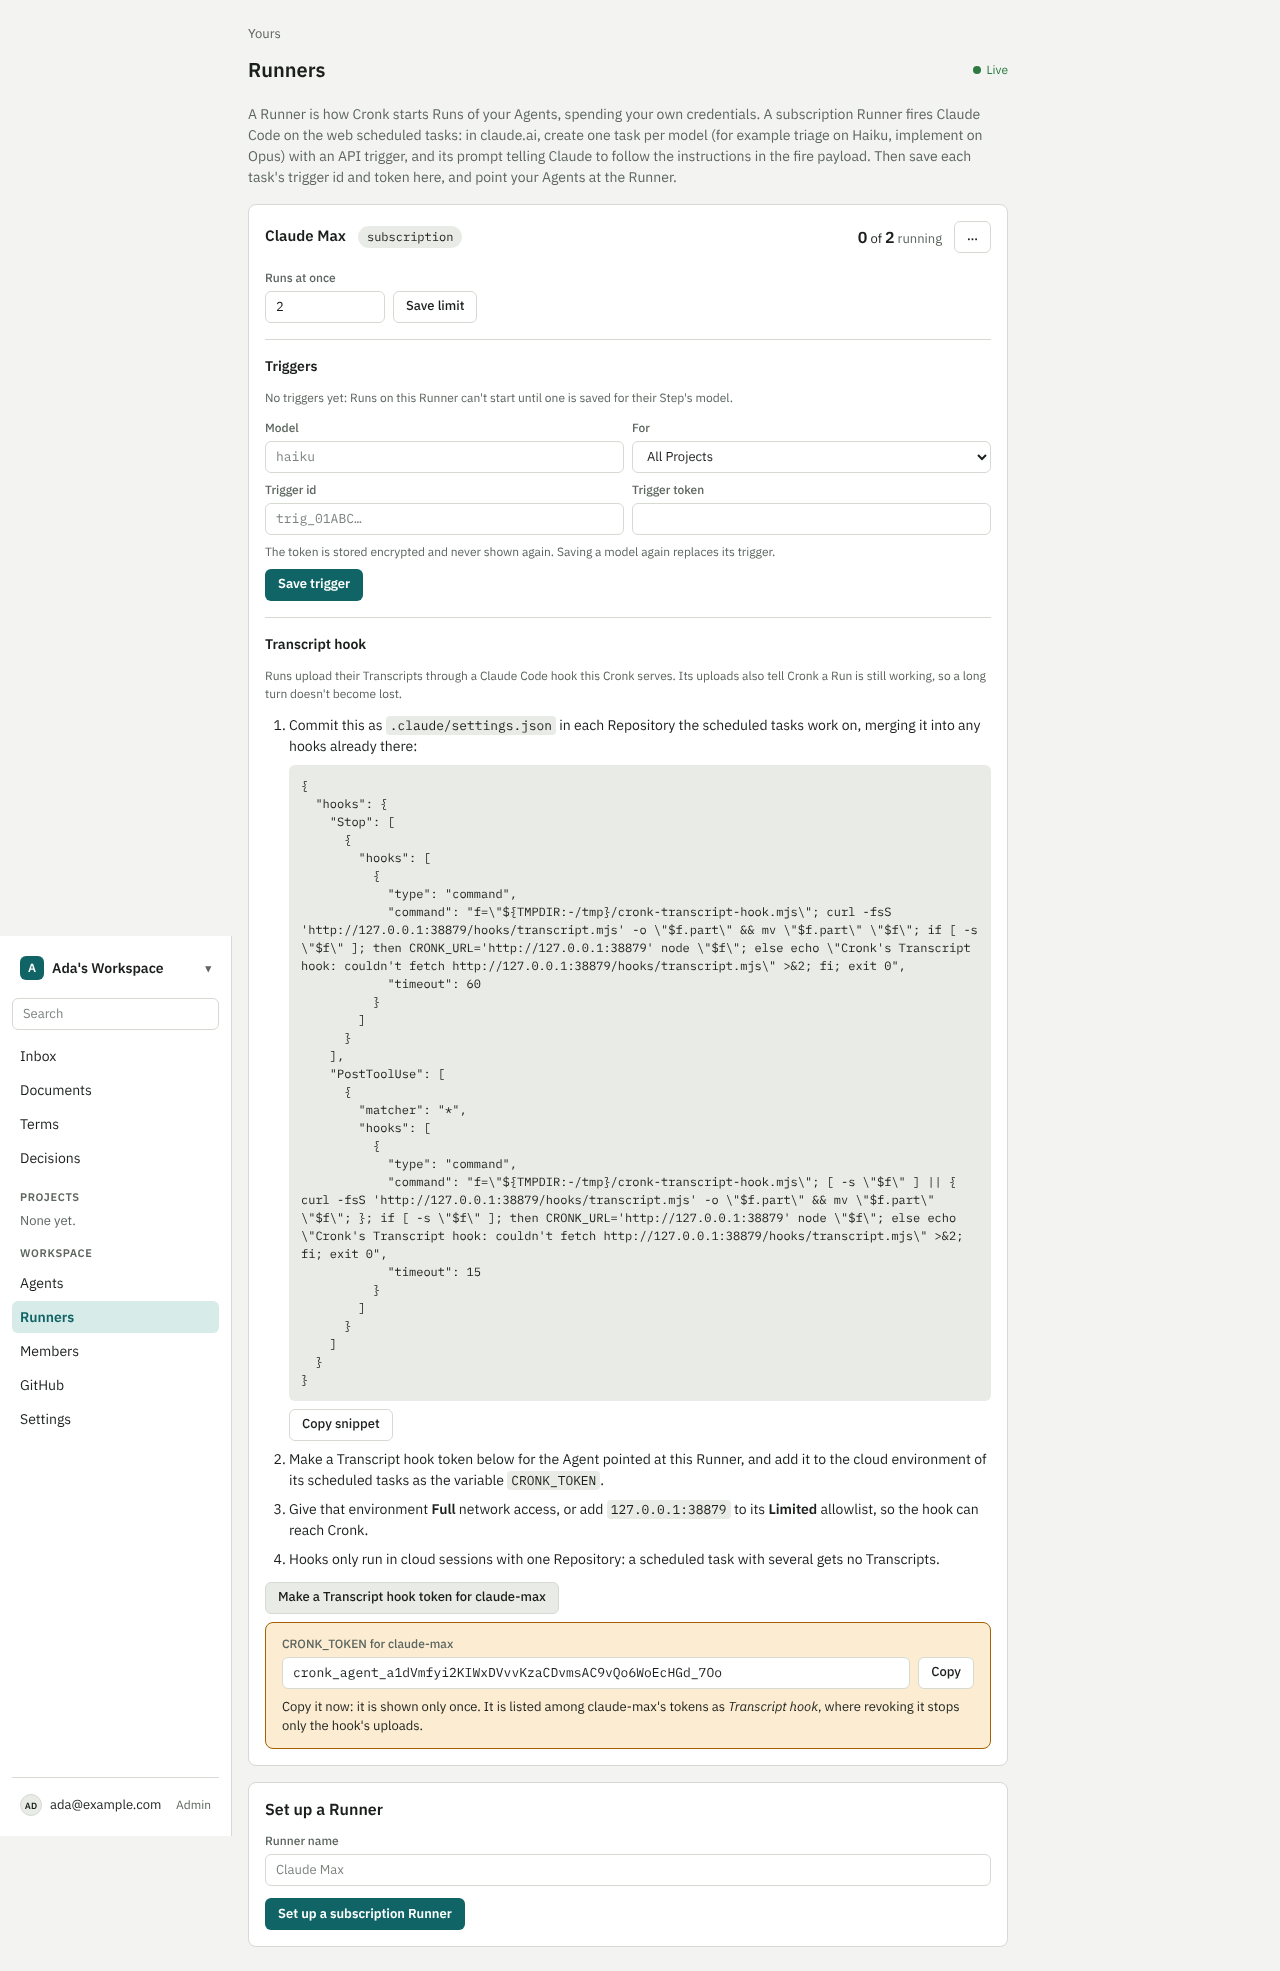 Yours
Runners
Live
A Runner is how Cronk starts Runs of your Agents, spending your own credentials. A subscription Runner fires Claude
Code on the web scheduled tasks: in claude.ai, create one task per model (for example triage on Haiku, implement on
Opus) with an API trigger, and its prompt telling Claude to follow the instructions in the fire payload. Then save each
task's trigger id and token here, and point your Agents at the Runner.
Claude Max subscription
0 of 2 running
...
Runs at once
2
Save limit
Triggers
No triggers yet: Runs on this Runner can't start until one is saved for their Step's model.
Model
For
haiku
All Projects
Trigger id
Trigger token
trig_01ABC…
The token is stored encrypted and never shown again. Saving a model again replaces its trigger.
Save trigger
Transcript hook
Runs upload their Transcripts through a Claude Code hook this Cronk serves. Its uploads also tell Cronk a Run is still working, so a long
turn doesn't become lost.
1. Commit this as .claude/settings.json in each Repository the scheduled tasks work on, merging it into any
hooks already there:
{
  "hooks": {
    "Stop": [
      {
        "hooks": [
          {
            "type": "command",
            "command": "f=\"${TMPDIR:-/tmp}/cronk-transcript-hook.mjs\"; curl -fsS
'http://127.0.0.1:38879/hooks/transcript.mjs' -o \"$f.part\" && mv \"$f.part\" \"$f\"; if [ -s
\"$f\" ]; then CRONK_URL='http://127.0.0.1:38879' node \"$f\"; else echo \"Cronk's Transcript
hook: couldn't fetch http://127.0.0.1:38879/hooks/transcript.mjs\" >&2; fi; exit 0",
            "timeout": 60
          }
        ]
      }
    ],
    "PostToolUse": [
      {
        "matcher": "*",
        "hooks": [
          {
            "type": "command",
            "command": "f=\"${TMPDIR:-/tmp}/cronk-transcript-hook.mjs\"; [ -s \"$f\" ] || {
curl -fsS 'http://127.0.0.1:38879/hooks/transcript.mjs' -o \"$f.part\" && mv \"$f.part\"
\"$f\"; }; if [ -s \"$f\" ]; then CRONK_URL='http://127.0.0.1:38879' node \"$f\"; else echo
\"Cronk's Transcript hook: couldn't fetch http://127.0.0.1:38879/hooks/transcript.mjs\" >&2;
fi; exit 0",
            "timeout": 15
          }
        ]
      }
    ]
  }
}
Copy snippet
2. Make a Transcript hook token below for the Agent pointed at this Runner, and add it to the cloud environment of
its scheduled tasks as the variable CRONK_TOKEN.
3. Give that environment Full network access, or add 127.0.0.1:38879 to its Limited allowlist, so the hook can
reach Cronk.
4. Hooks only run in cloud sessions with one Repository: a scheduled task with several gets no Transcripts.
Make a Transcript hook token for claude-max
CRONK_TOKEN for claude-max
cronk_agent_a1dVmfyi2KIWxDVvvKzaCDvmsAC9vQo6WoEcHGd_7Oo
Copy
Copy it now: it is shown only once. It is listed among claude-max's tokens as Transcript hook, where revoking it stops
only the hook's uploads.
Set up a Runner
Runner name
Claude Max
Set up a subscription Runner
A Ada's Workspace ▾
Search
Inbox
Documents
Terms
Decisions
PROJECTS
None yet.
WORKSPACE
Agents
Runners
Members
GitHub
Settings
AD ada@example.com Admin